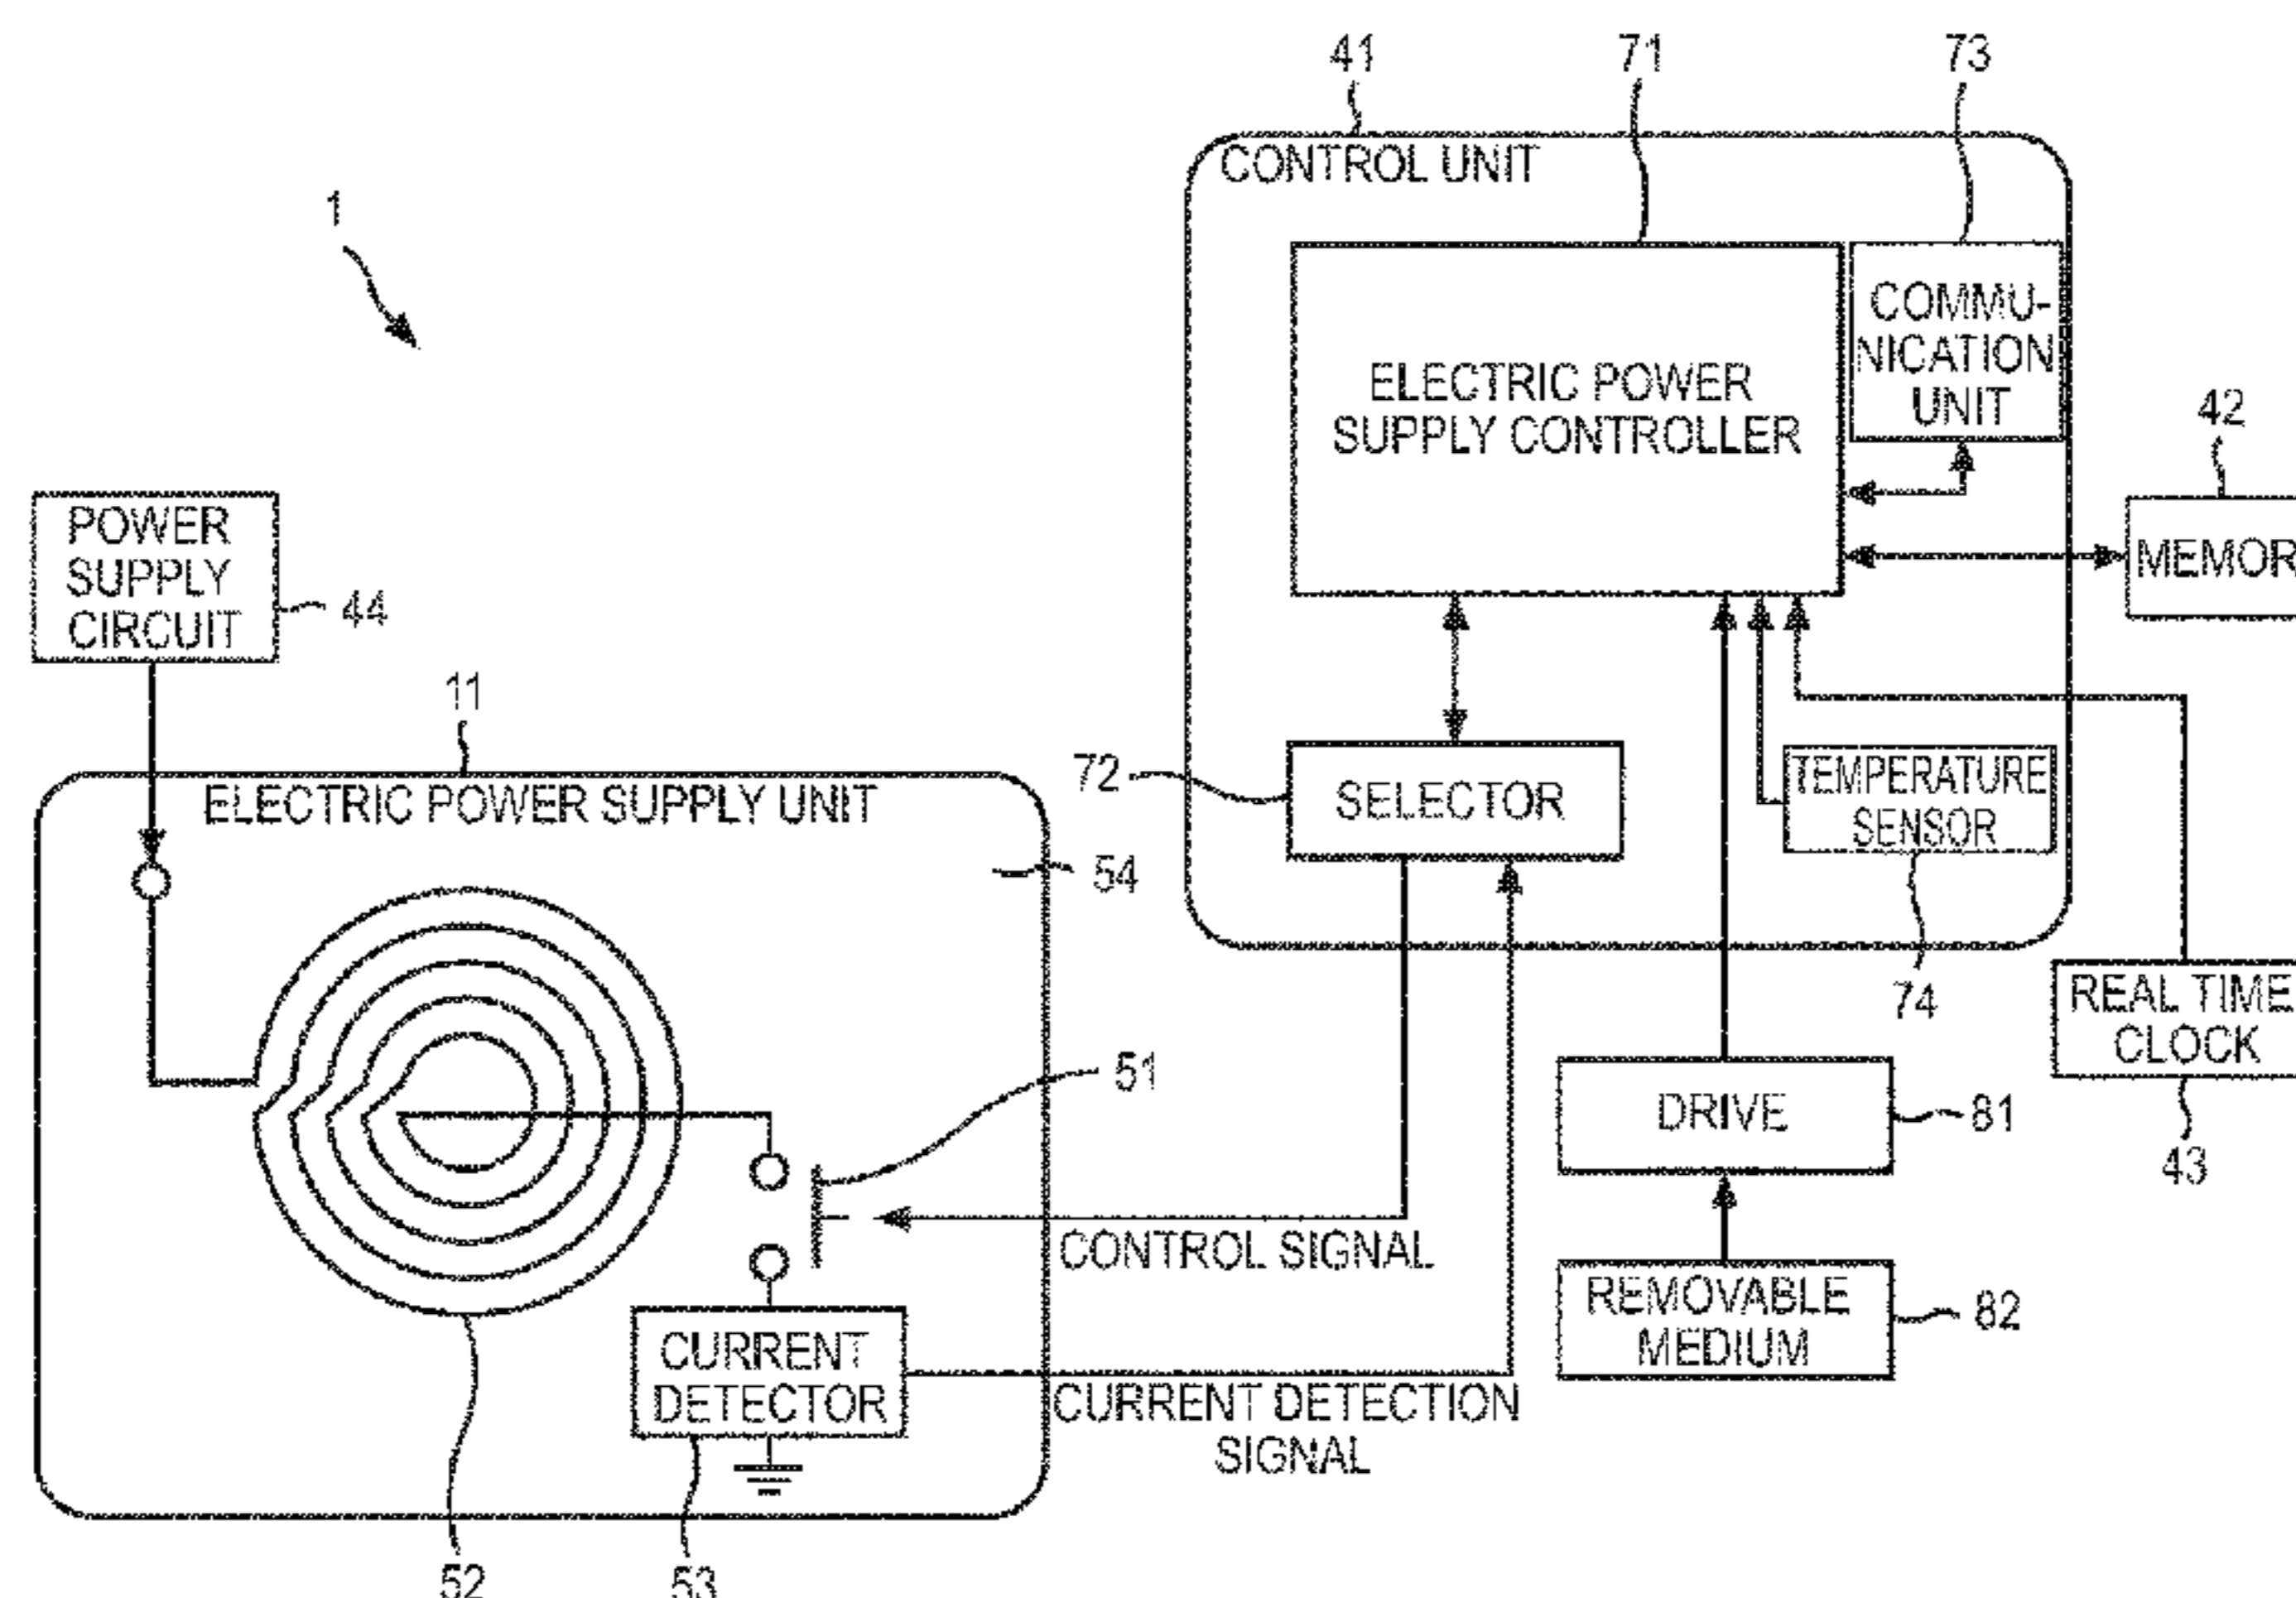 41
71
73
CONTROL UNIT
1
COMMU-
NICATION
UNIT
ELECTRIC POWER
SUPPLY CONTROLLER
42
MEMOR
POWER
SUPPLY
CIRCUIT
44
11
72
SELECTOR
TEMPERATURE
SENSOR
ELECTRIC POWER SUPPLY UNIT
54
74
REAL TIME
CLOCK
51
DRIVE
81
43
CONTROL SIGNAL
REMOVABLE
MEDIUM
82
CURRENT
DETECTOR
CURRENT DETECTION
SIGNAL
52
53